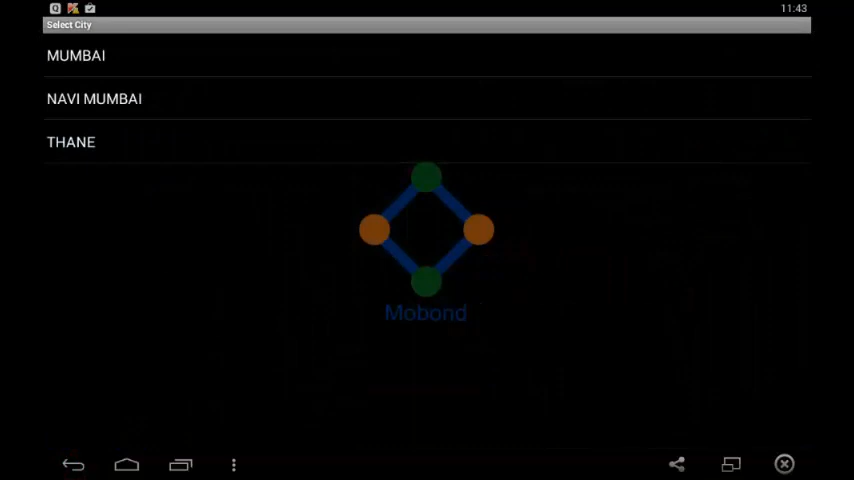 11:43
Select City
MUMBAI
NAVI MUMBAI
THANE
Mobond